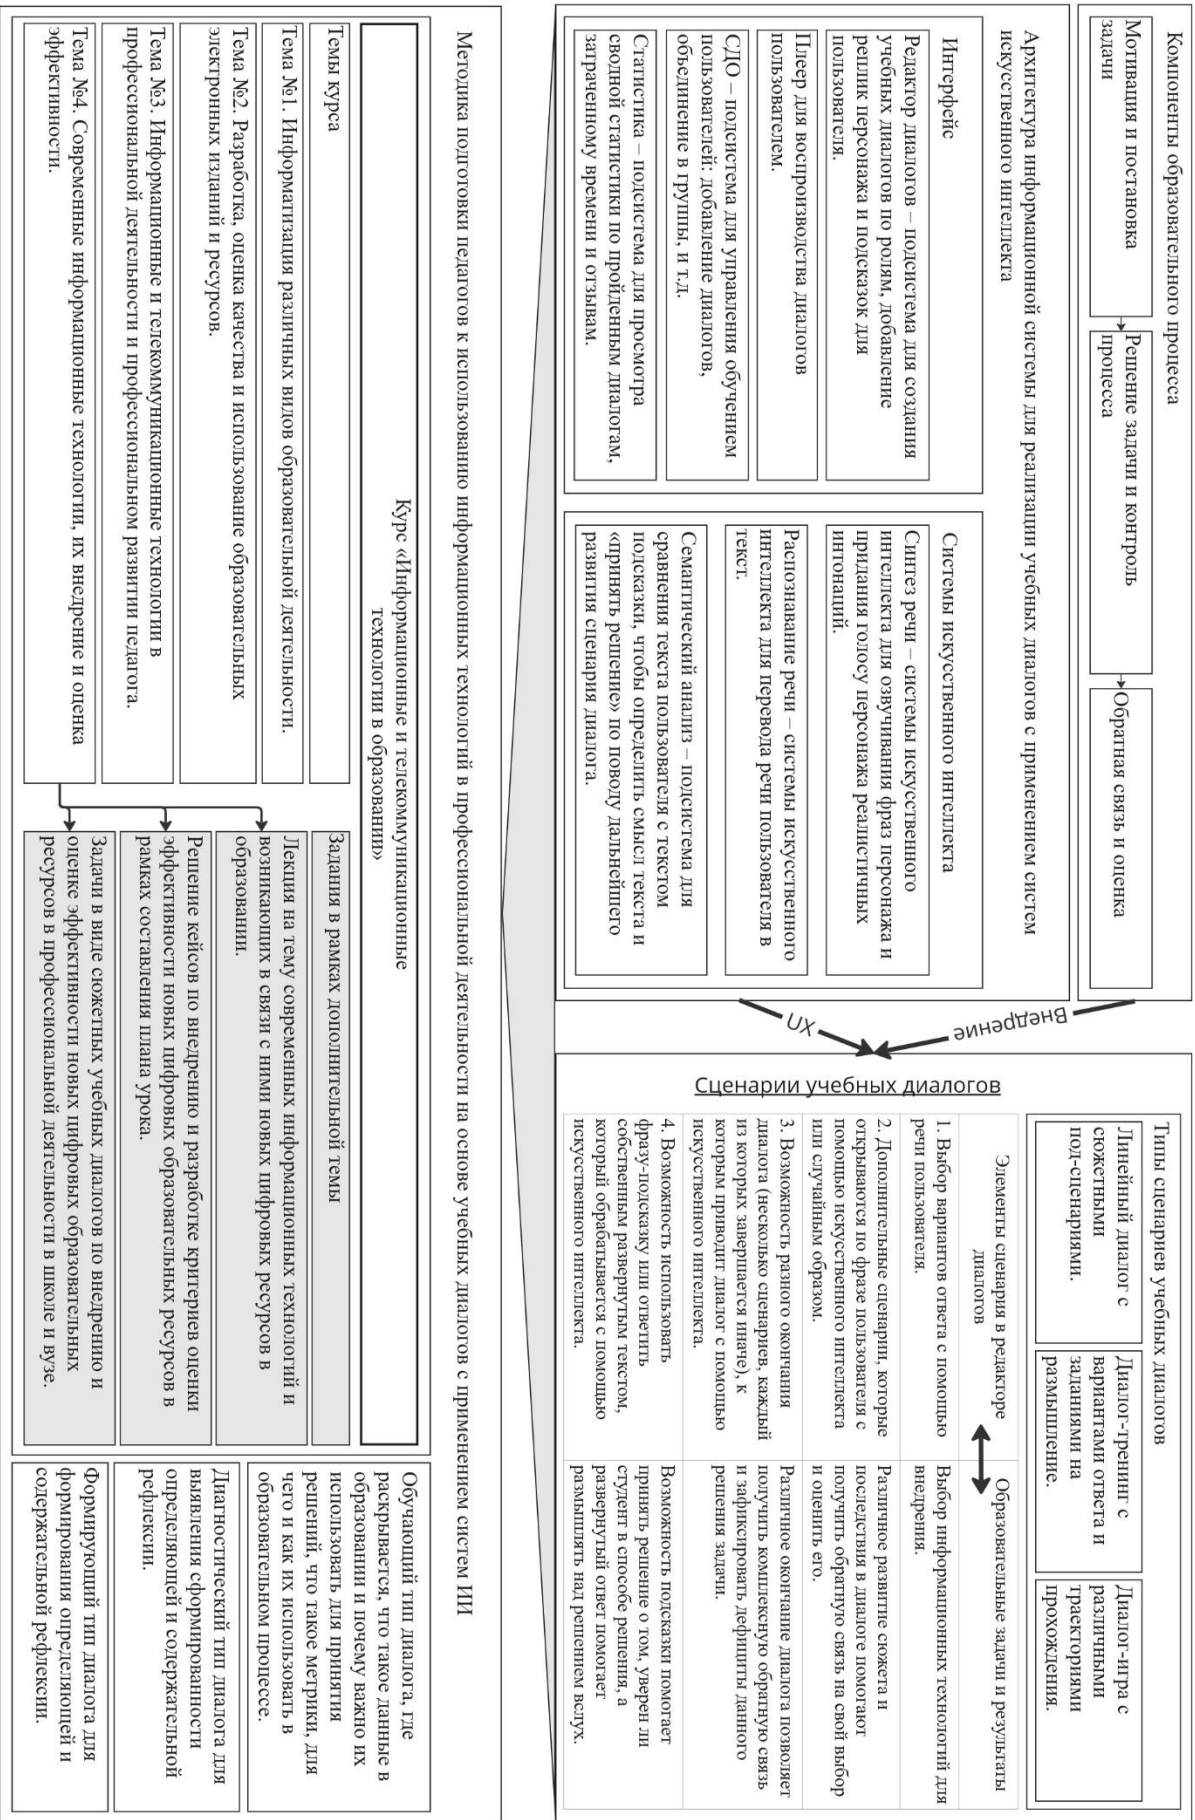 Компоненты образовательного процесса
Мотивация и постановка
задачи
Решение задачи и контроль
процесса
Обратная связь и оценка
Архитектура информационной системы для реализации учебных диалогов с применением систем
искусственного интеллекта
Интерфейс
Редактор диалогов – подсистема для создания
учебных диалогов по ролям, добавление
реплик персонажа и подсказок для
пользователя.
Плеер для воспроизводства диалогов
пользователем.
СДО – подсистема для управления обучением
пользователей: добавление диалогов,
объединение в группы, и т.д.
Статистика – подсистема для просмотра
сводной статистики по пройденным диалогам,
затраченному времени и отзывам.
Системы искусственного интеллекта
Синтез речи – системы искусственного
интеллекта для озвучивания фраз персонажа и
придания голосу персонажа реалистичных
интонаций.
Распознавание речи – системы искусственного
интеллекта для перевода речи пользователя в
текст.
Семантический анализ – подсистема для
сравнения текста пользователя с текстом
подсказки, чтобы определить смысл текста и
«принять решение» по поводу дальнейшего
развития сценария диалога.
Внедрение
ХП
Сценарии учебных диалогов
Типы сценариев учебных диалогов
Линейный диалог с
сюжетными
под-сценариями.
Диалог-тренинг с
вариантами ответа и
заданиями на
размышление.
Диалог-игра с
различными
траекториями
прохождения.
Элементы сценария в редакторе
диалогов
Образовательные задачи и результаты
1. Выбор вариантов ответа с помощью
речи пользователя.
Выбор информационных технологий для
внедрения.
2. Дополнительные сценарии, которые
открываются по фразе пользователя с
помощью искусственного интеллекта
или случайным образом.
Различное развитие сюжета и
последствия в диалоге помогают
получить обратную связь на свой выбор
и оценить его.
3. Возможность разного окончания
диалога (несколько сценариев, каждый
из которых завершается иначе), к
которым приводит диалог с помощью
искусственного интеллекта.
Различное окончание диалога позволяет
получить комплексную обратную связь
и зафиксировать дефициты данного
решения задачи.
4. Возможность использовать
фразу-подсказку или ответить
собственным развернутым текстом,
который обрабатывается с помощью
искусственного интеллекта.
Возможность подсказки помогает
принять решение о том, уверен ли
студент в способе решения, а
развернутый ответ помогает
размышлять над решением вслух.
Методика подготовки педагогов к использованию информационных технологий в профессиональной деятельности на основе учебных диалогов с применением систем ИИ
Курс «Информационные и телекоммуникационные
технологии в образовании»
Темы курса
Тема №1. Информатизация различных видов образовательной деятельности.
Тема №2. Разработка, оценка качества и использование образовательных
электронных изданий и ресурсов.
Тема №3. Информационные и телекоммуникационные технологии в
профессиональной деятельности и профессиональном развитии педагога.
Тема №4. Современные информационные технологии, их внедрение и оценка
эффективности.
Задания в рамках дополнительной темы
Лекция на тему современных информационных технологий и
возникающих в связи с ними новых цифровых ресурсов в
образовании.
Решение кейсов по внедрению и разработке критериев оценки
эффективности новых цифровых образовательных ресурсов в
рамках составления плана урока.
Задачи в виде сюжетных учебных диалогов по внедрению и
оценке эффективности новых цифровых образовательных
ресурсов в профессиональной деятельности в школе и вузе.
Обучающий тип диалога, где
раскрывается, что такое данные в
образовании и почему важно их
использовать для принятия
решений, что такое метрики, для
чего и как их использовать в
образовательном процессе.
Диагностический тип диалога для
выявления сформированности
определяющей и содержательной
рефлексии.
Формирующий тип диалога для
формирования определяющей и
содержательной рефлексии.